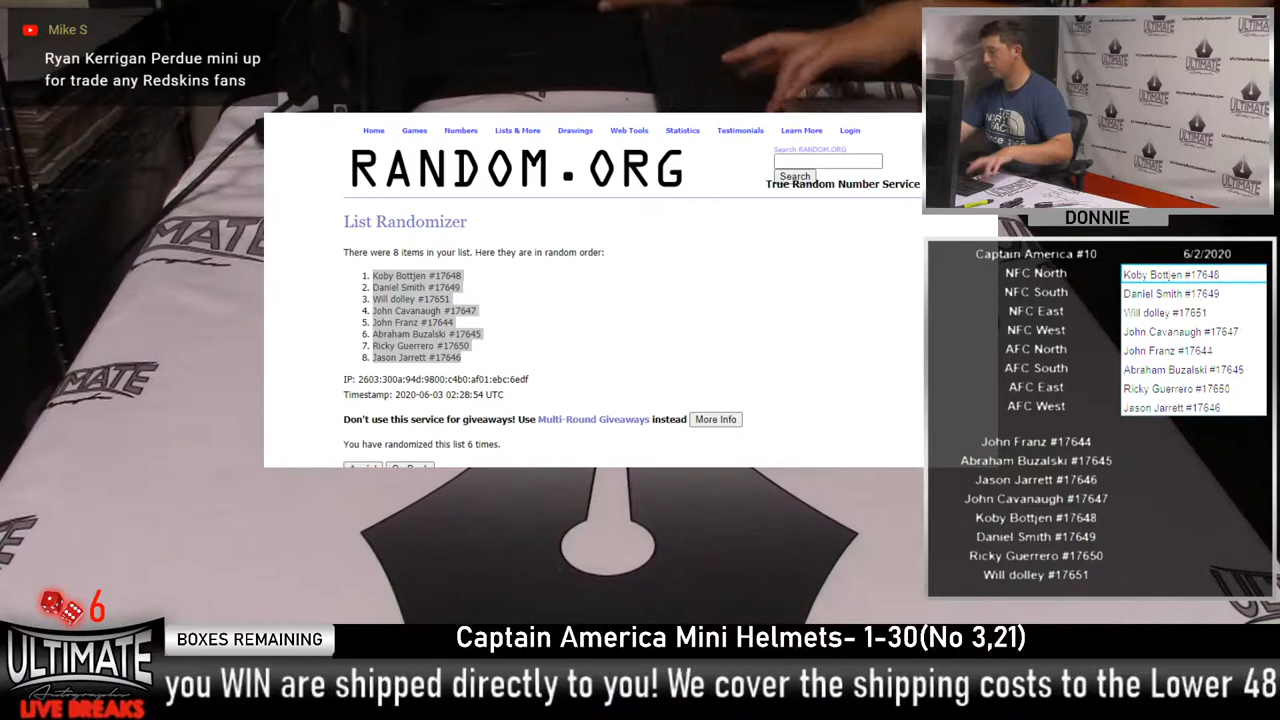 Mike S
Ryan Kerrigan Perdue mini up
for trade any Redskins fans
Home Games Numbers Lists & More Drawings Web Tools Statistics Testimonials Learn More Login
RANDOM.ORG
Search RANDOM.ORG
Search
True Random Number Service
List Randomizer
There were 8 items in your list. Here they are in random order:
1. Koby Bottjen #17648
2. Daniel Smith #17649
3. Will dolley #17651
4. John Cavanaugh #17647
5. John Franz #17644
6. Abraham Buzalski #17645
7. Ricky Guerrero #17650
8. Jason Jarrett #17646
IP: 2603:300a:94d:9800:c4b0:af01:ebc:6edf
Timestamp: 2020-06-03 02:28:54 UTC
Don't use this service for giveaways! Use Multi-Round Giveaways instead More Info
You have randomized this list 6 times.
DONNIE
Captain America #10 6/2/2020
NFC North Koby Bottjen #17648
NFC South Daniel Smith #17649
NFC East Will dolley #17651
NFC West John Cavanaugh #17647
AFC North John Franz #17644
AFC South Abraham Buzalski #17645
AFC East Ricky Guerrero #17650
AFC West Jason Jarrett #17646
John Franz #17644
Abraham Buzalski #17645
Jason Jarrett #17646
John Cavanaugh #17647
Koby Bottjen #17648
Daniel Smith #17649
Ricky Guerrero #17650
Will dolley #17651
6
ULTIMATE
Autographs
LIVE BREAKS
BOXES REMAINING
Captain America Mini Helmets- 1-30(No 3,21)
you WIN are shipped directly to you! We cover the shipping costs to the Lower 48